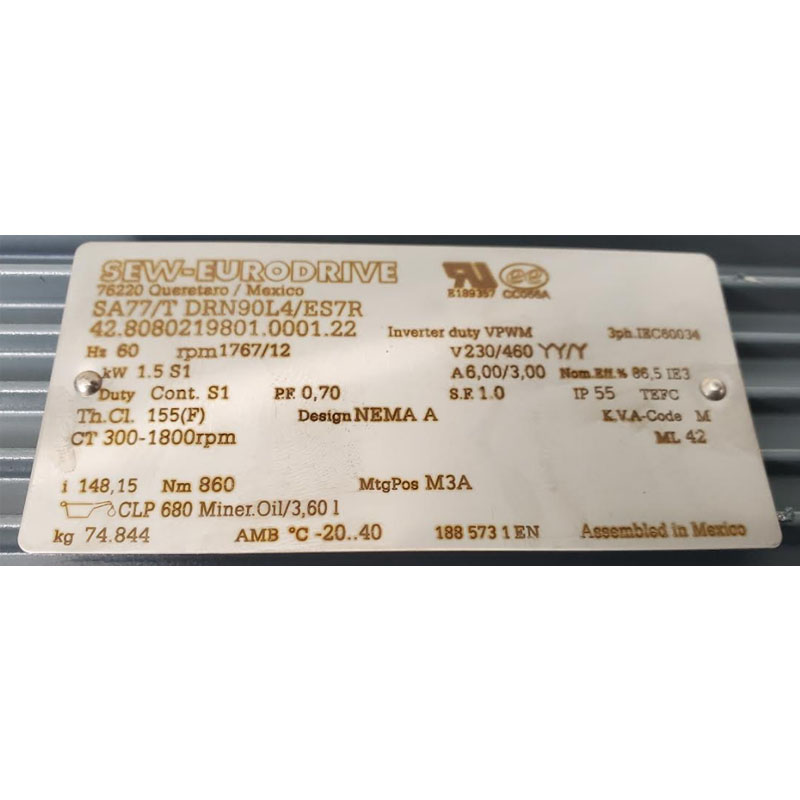 SEW-EURODRIVE
76220 Queretaro / Mexico
SA77/T DRN90L4/ES7R
E189357 CC056A
42.8080219801.0001.22 Inverter duty VPWM 3ph.IEC60034
Hz 60 rpm 1767/12 V 230/460 YY/Y
kW 1.5 S1 A 6,00/3,00 Nom.Eff.% 86,5 IE3
Duty Cont. S1 P.F. 0,70 S.F. 1.0 IP 55 TEFC
Th.Cl. 155(F) Design NEMA A K.V.A-Code M
CT 300-1800rpm ML 42
i 148,15 Nm 860 MtgPos M3A
CLP 680 Miner.Oil/3,60 l
kg 74.844 AMB °C -20..40 188 573 1 EN Assembled in Mexico